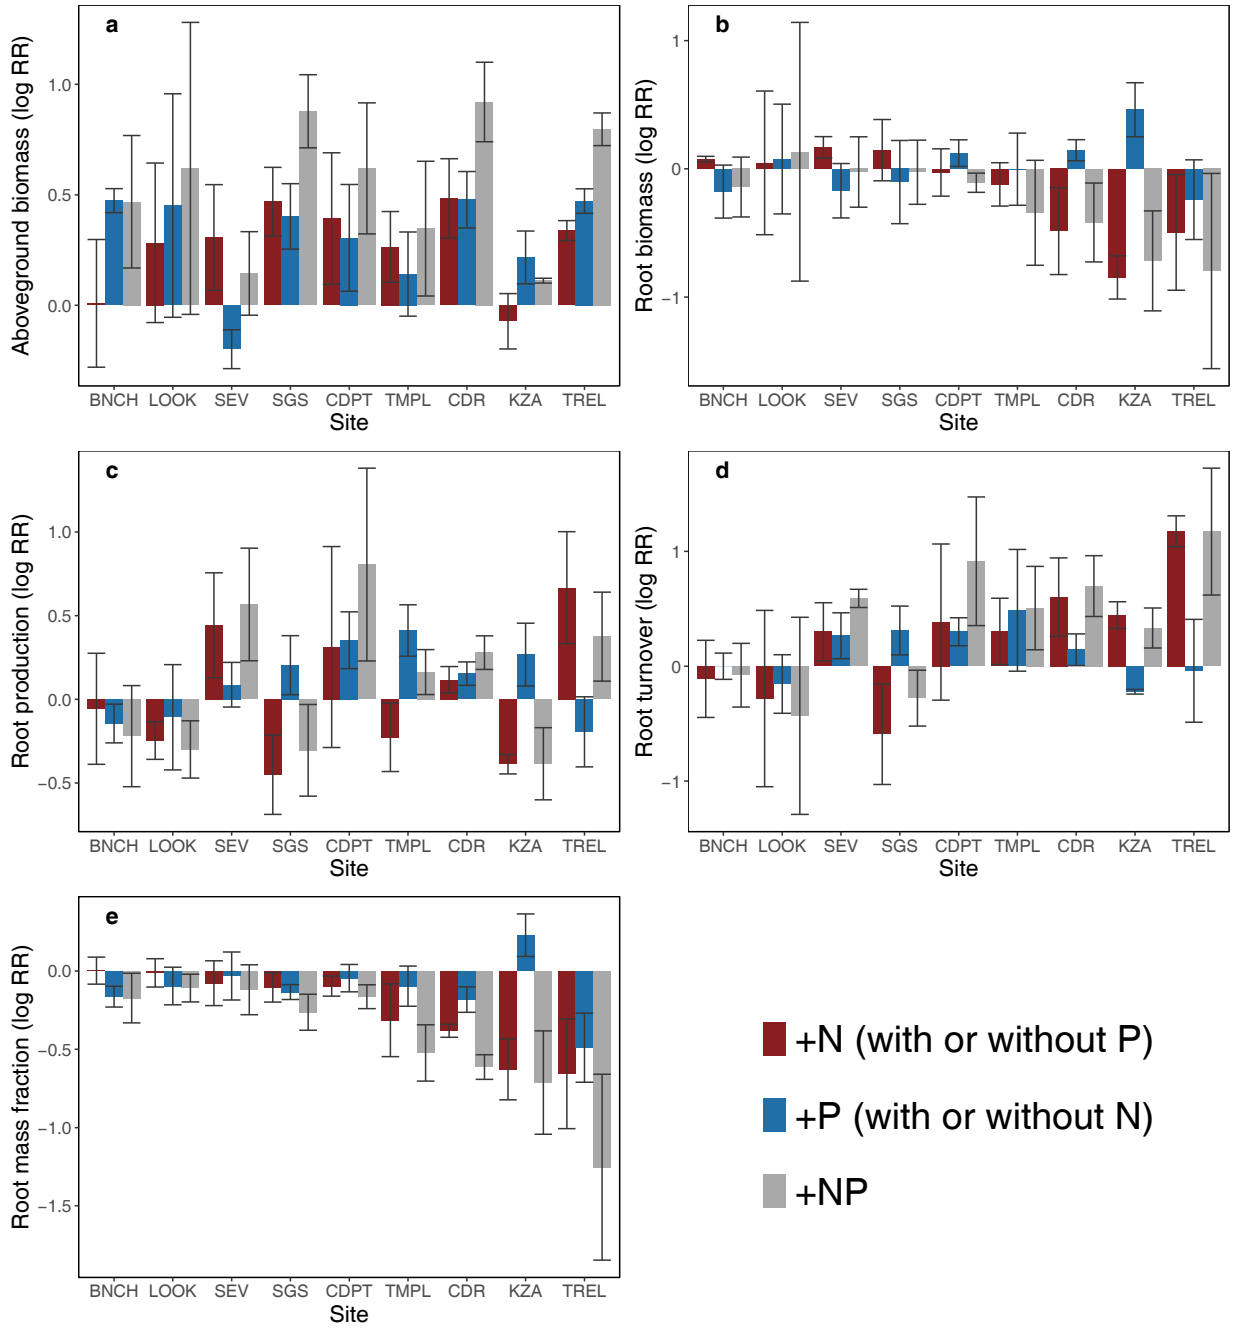 a
Aboveground biomass (log RR)
1.0
0.5
0.0
BNCH LOOK SEV SGS CDPT TMPL CDR KZA TREL
Site
b
Root biomass (log RR)
1
0
−1
BNCH LOOK SEV SGS CDPT TMPL CDR KZA TREL
Site
c
Root production (log RR)
1.0
0.5
0.0
−0.5
BNCH LOOK SEV SGS CDPT TMPL CDR KZA TREL
Site
d
Root turnover (log RR)
1
0
−1
BNCH LOOK SEV SGS CDPT TMPL CDR KZA TREL
Site
e
Root mass fraction (log RR)
0.0
−0.5
−1.0
−1.5
BNCH LOOK SEV SGS CDPT TMPL CDR KZA TREL
Site
+N (with or without P)
+P (with or without N)
+NP